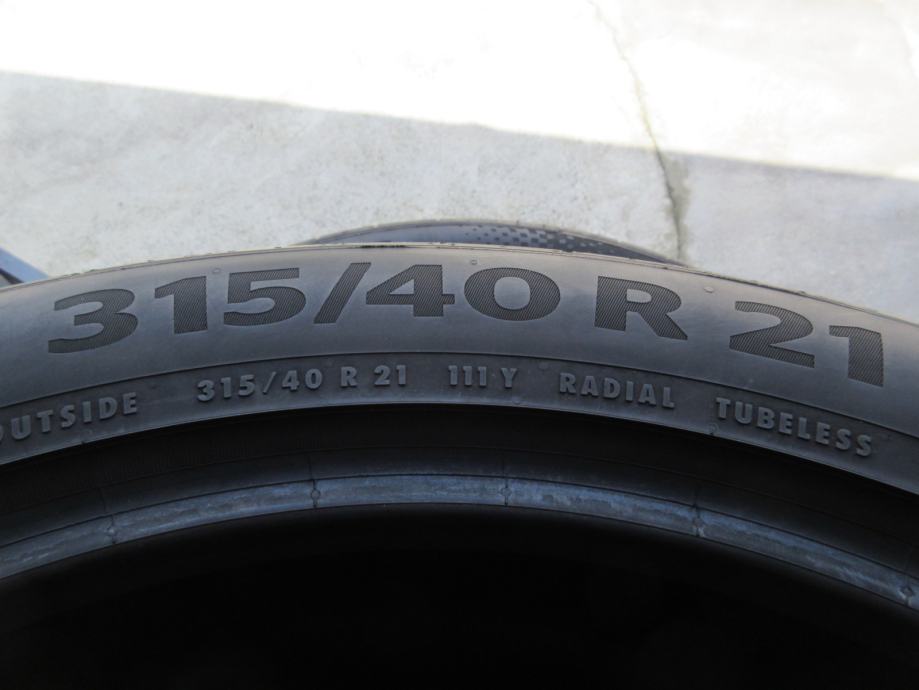 315/40 R 21
OUTSIDE 315/40 R 21 111 Y RADIAL TUBELESS